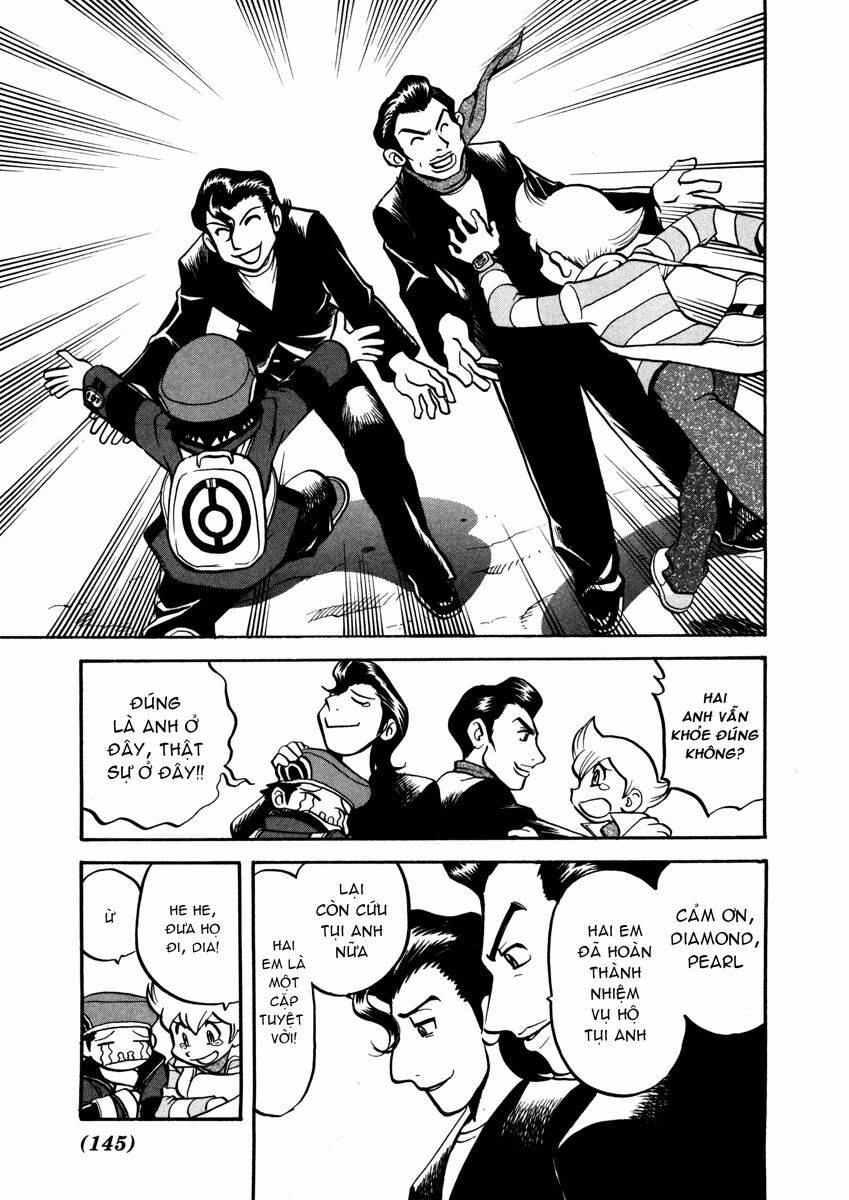 HAI
ANH VẪN
KHỎE ĐÚNG
KHÔNG?
ĐÚNG
LÀ ANH Ở
ĐÂY, THẬT
SỰ Ở ĐÂY!!
CẢM ƠN,
DIAMOND,
PEARL
HAI EM
ĐÃ HOÀN
THÀNH
NHIỆM
VỤ HỘ
TỤI ANH
LẠI
CÒN CỨU
TỤI ANH
NỮA
HAI
EM LÀ
MỘT
CẶP
TUYỆT
VỜI!
HE HE,
ĐƯA HỌ
ĐI, DIA!
Ừ
(145)